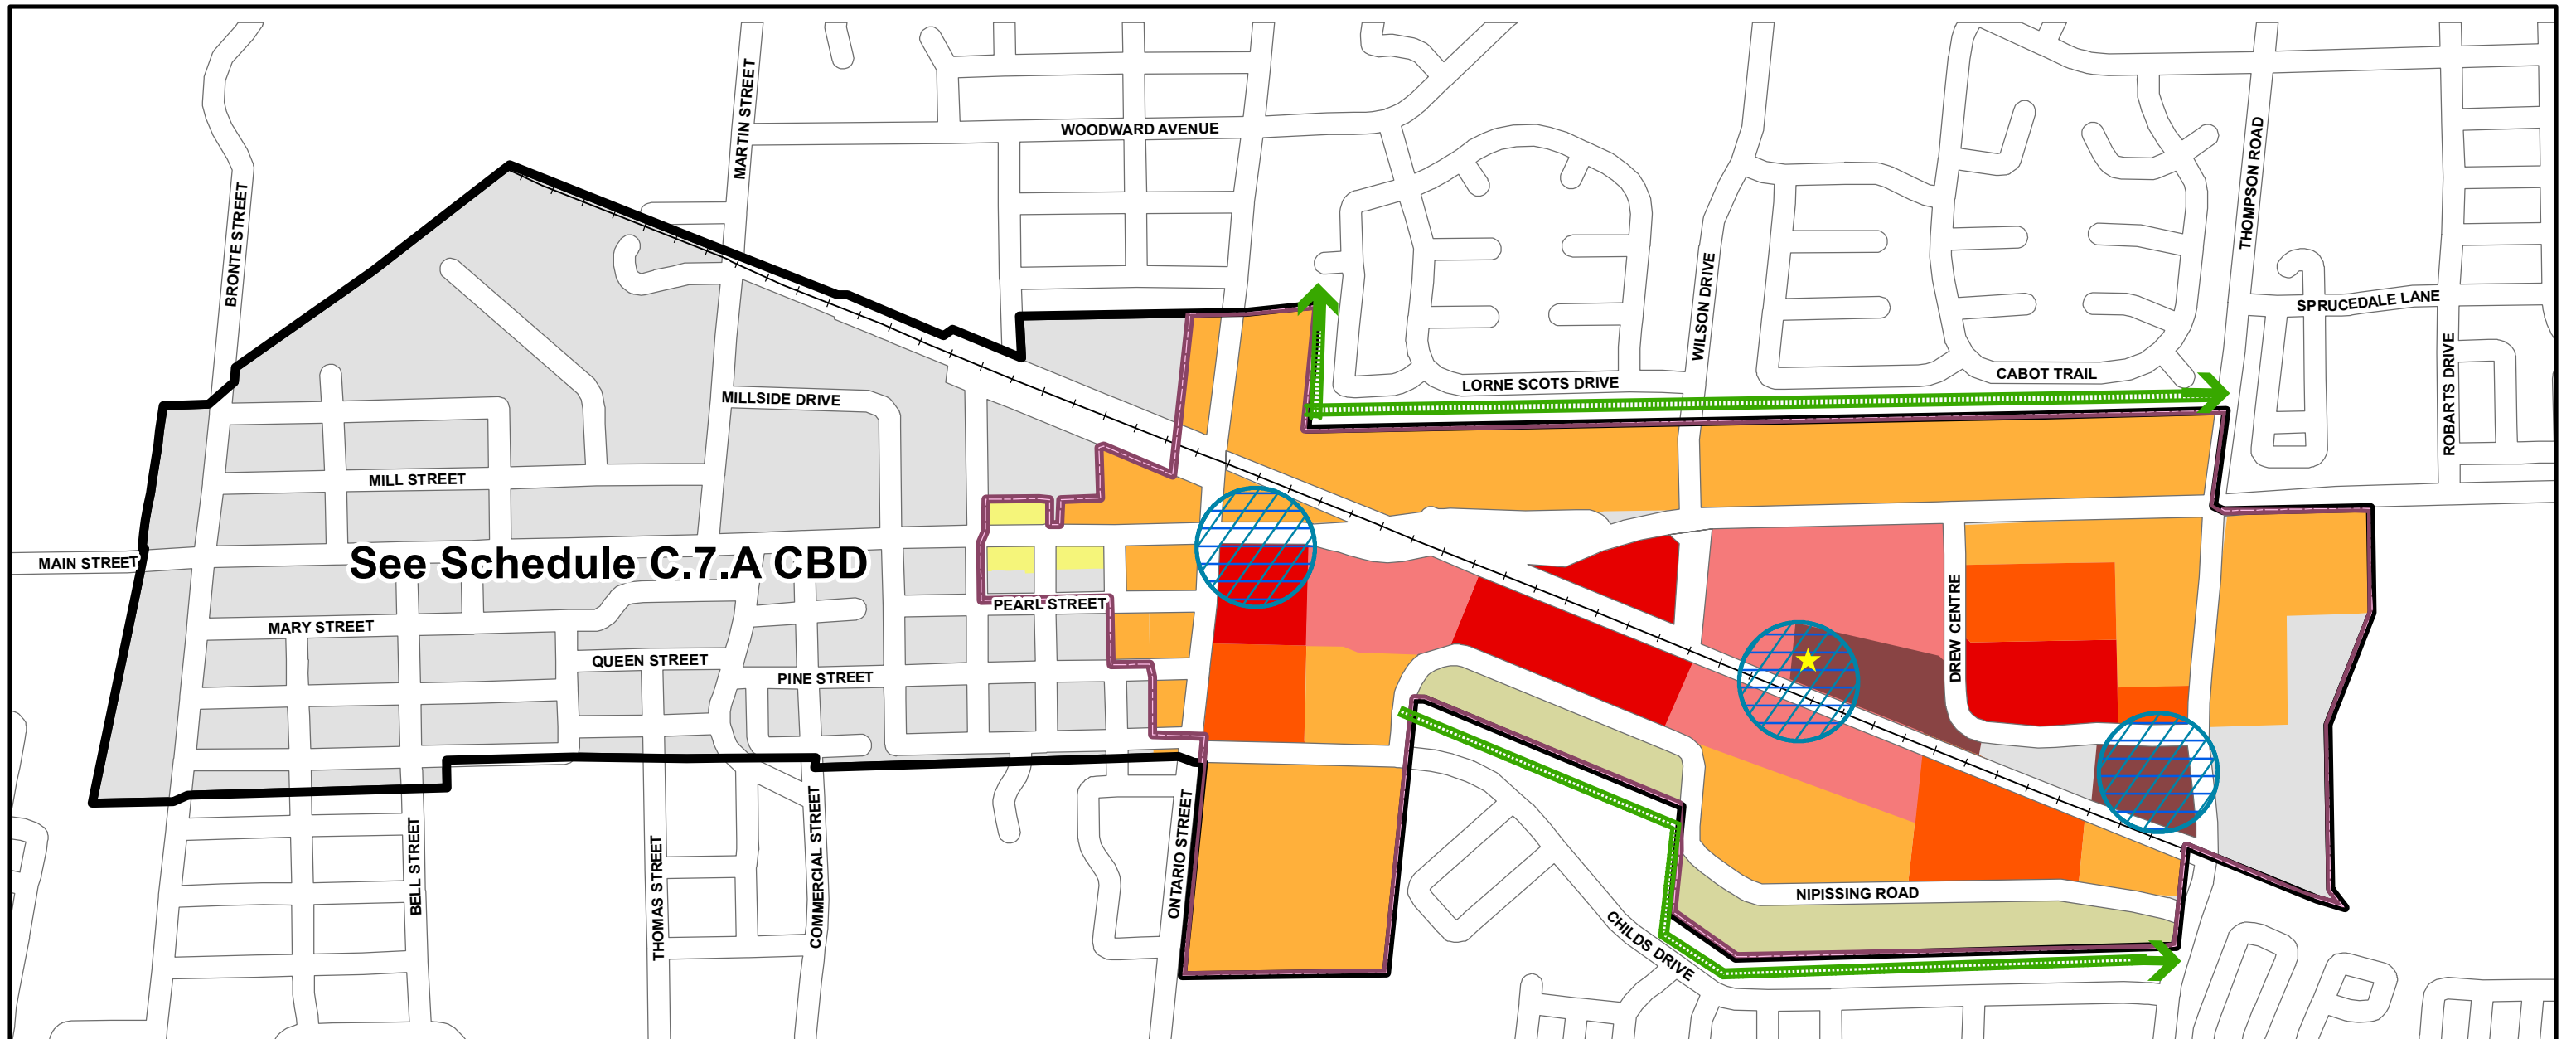 WOODWARD AVENUE
MARTIN STREET
THOMPSON ROAD
BRONTE STREET
WILSON DRIVE
SPRUCEDALE LANE
ROBARTS DRIVE
CABOT TRAIL
LORNE SCOTS DRIVE
MILLSIDE DRIVE
MILL STREET
MAIN STREET
See Schedule C.7.A CBD
PEARL STREET
DREW CENTRE
MARY STREET
QUEEN STREET
PINE STREET
ONTARIO STREET
BELL STREET
THOMAS STREET
COMMERCIAL STREET
NIPISSING ROAD
CHILDS DRIVE